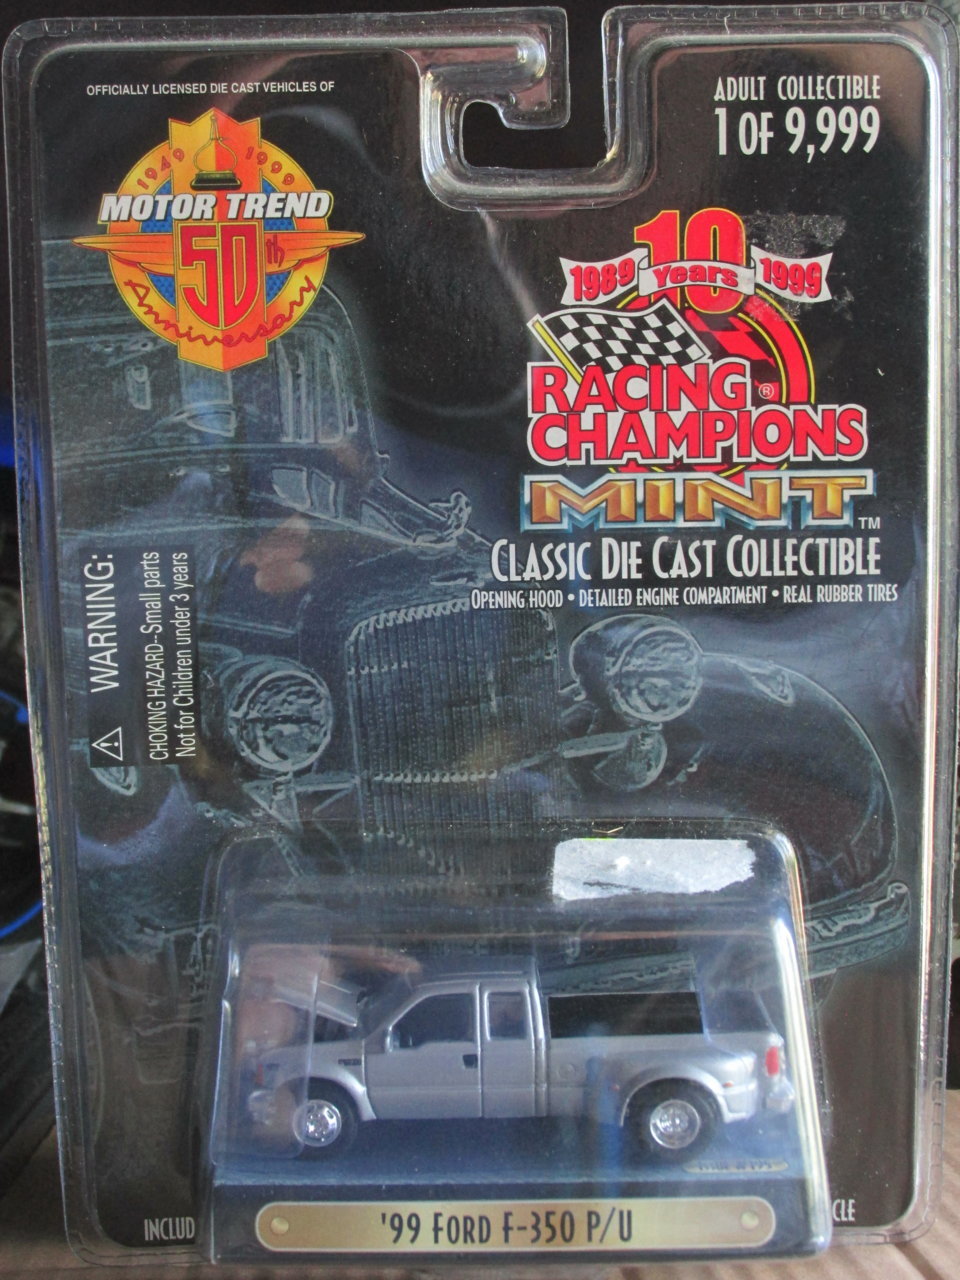 OFFICIALLY LICENSED DIE CAST VEHICLES OF
1949 1999
MOTOR TREND
50th
Anniversary
ADULT COLLECTIBLE
1 OF 9,999
10
1989 Years 1999
RACING ®
CHAMPIONS
MINT ™
CLASSIC DIE CAST COLLECTIBLE
OPENING HOOD • DETAILED ENGINE COMPARTMENT • REAL RUBBER TIRES
⚠ WARNING:
CHOKING HAZARD--Small parts
Not for Children under 3 years
INCLUD
CLE
'99 FORD F-350 P/U